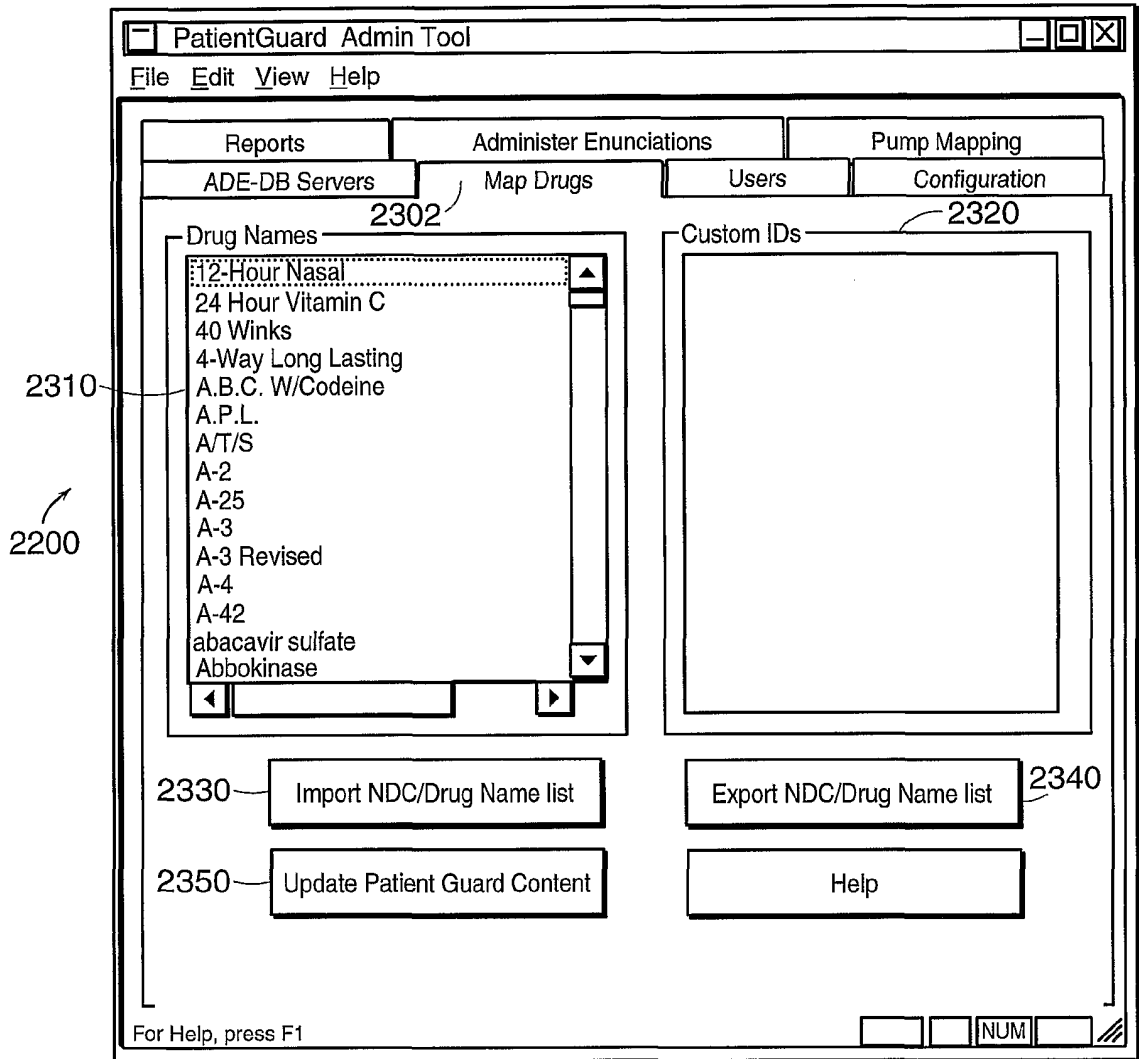 PatientGuard Admin Tool
File Edit View Help
Reports Administer Enunciations Pump Mapping
ADE-DB Servers Map Drugs Users Configuration
2302 2320
Drug Names Custom IDs
12-Hour Nasal
24 Hour Vitamin C
40 Winks
4-Way Long Lasting
2310 A.B.C. W/Codeine
A.P.L.
A/T/S
A-2
A-25
2200 A-3
A-3 Revised
A-4
A-42
abacavir sulfate
Abbokinase
2330 Import NDC/Drug Name list Export NDC/Drug Name list 2340
2350 Update Patient Guard Content Help
For Help, press F1 NUM